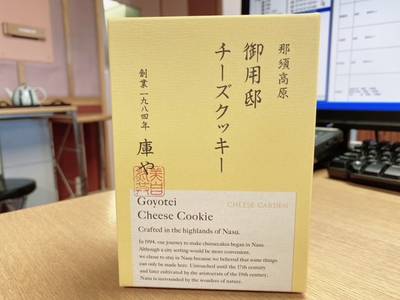 那須高原
御用邸
チーズクッキー
創業一九八四年
庫や
Goyotei
Cheese Cookie
CHEESE GARDEN
Crafted in the highlands of Nasu.
In 1994, our journey to make cheesecakes began in Nasu.
Although a city setting would be more convenient,
we chose to stay in Nasu because we believed that some things
can only be made here. Untouched until the 17th century
and later cultivated by the aristocrats of the 19th century,
Nasu is surrounded by the wonders of nature.